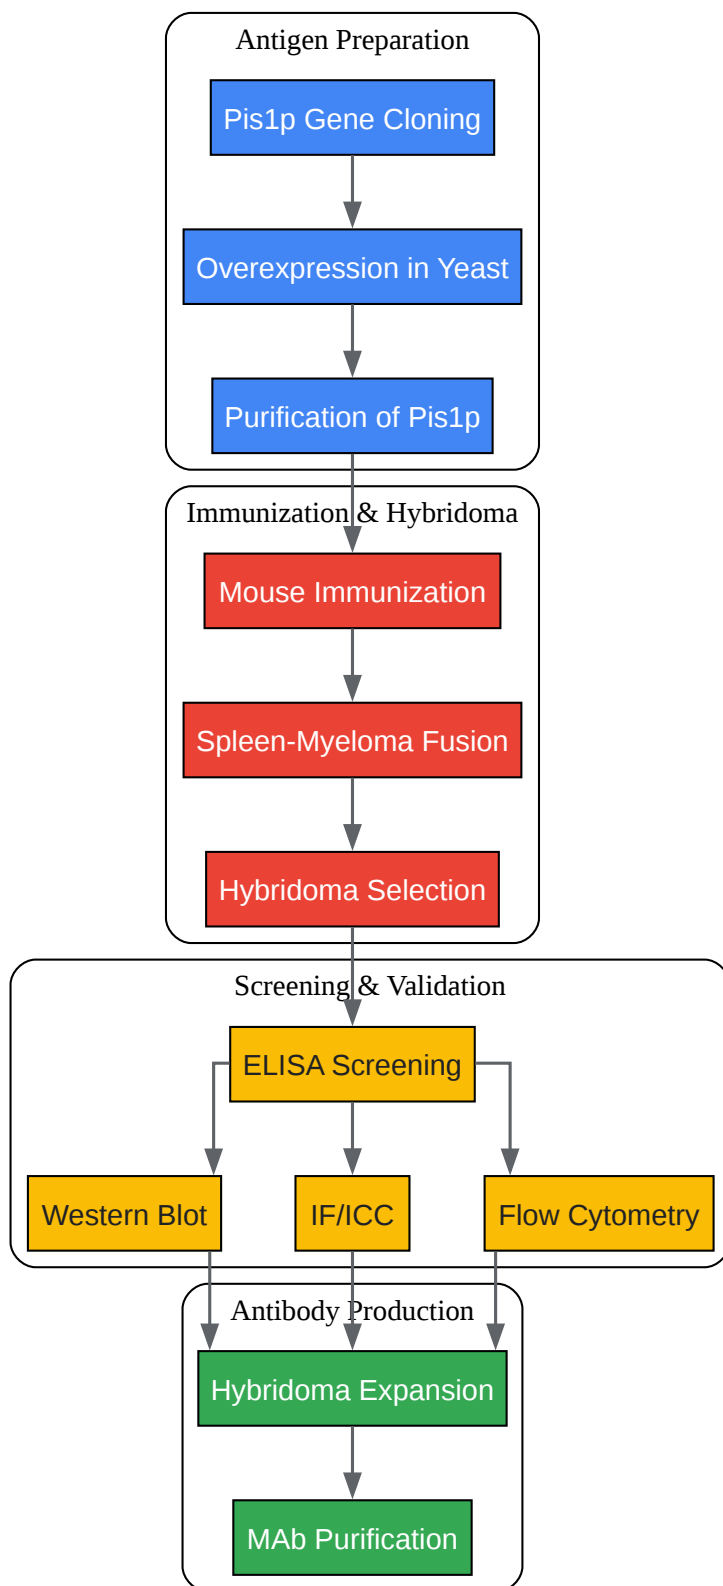 Antigen Preparation
Pis1p Gene Cloning
Overexpression in Yeast
Purification of Pis1p
Immunization & Hybridoma
Mouse Immunization
Spleen-Myeloma Fusion
Hybridoma Selection
Screening & Validation
ELISA Screening
Western Blot
IF/ICC
Flow Cytometry
Antibody Production
Hybridoma Expansion
MAb Purification